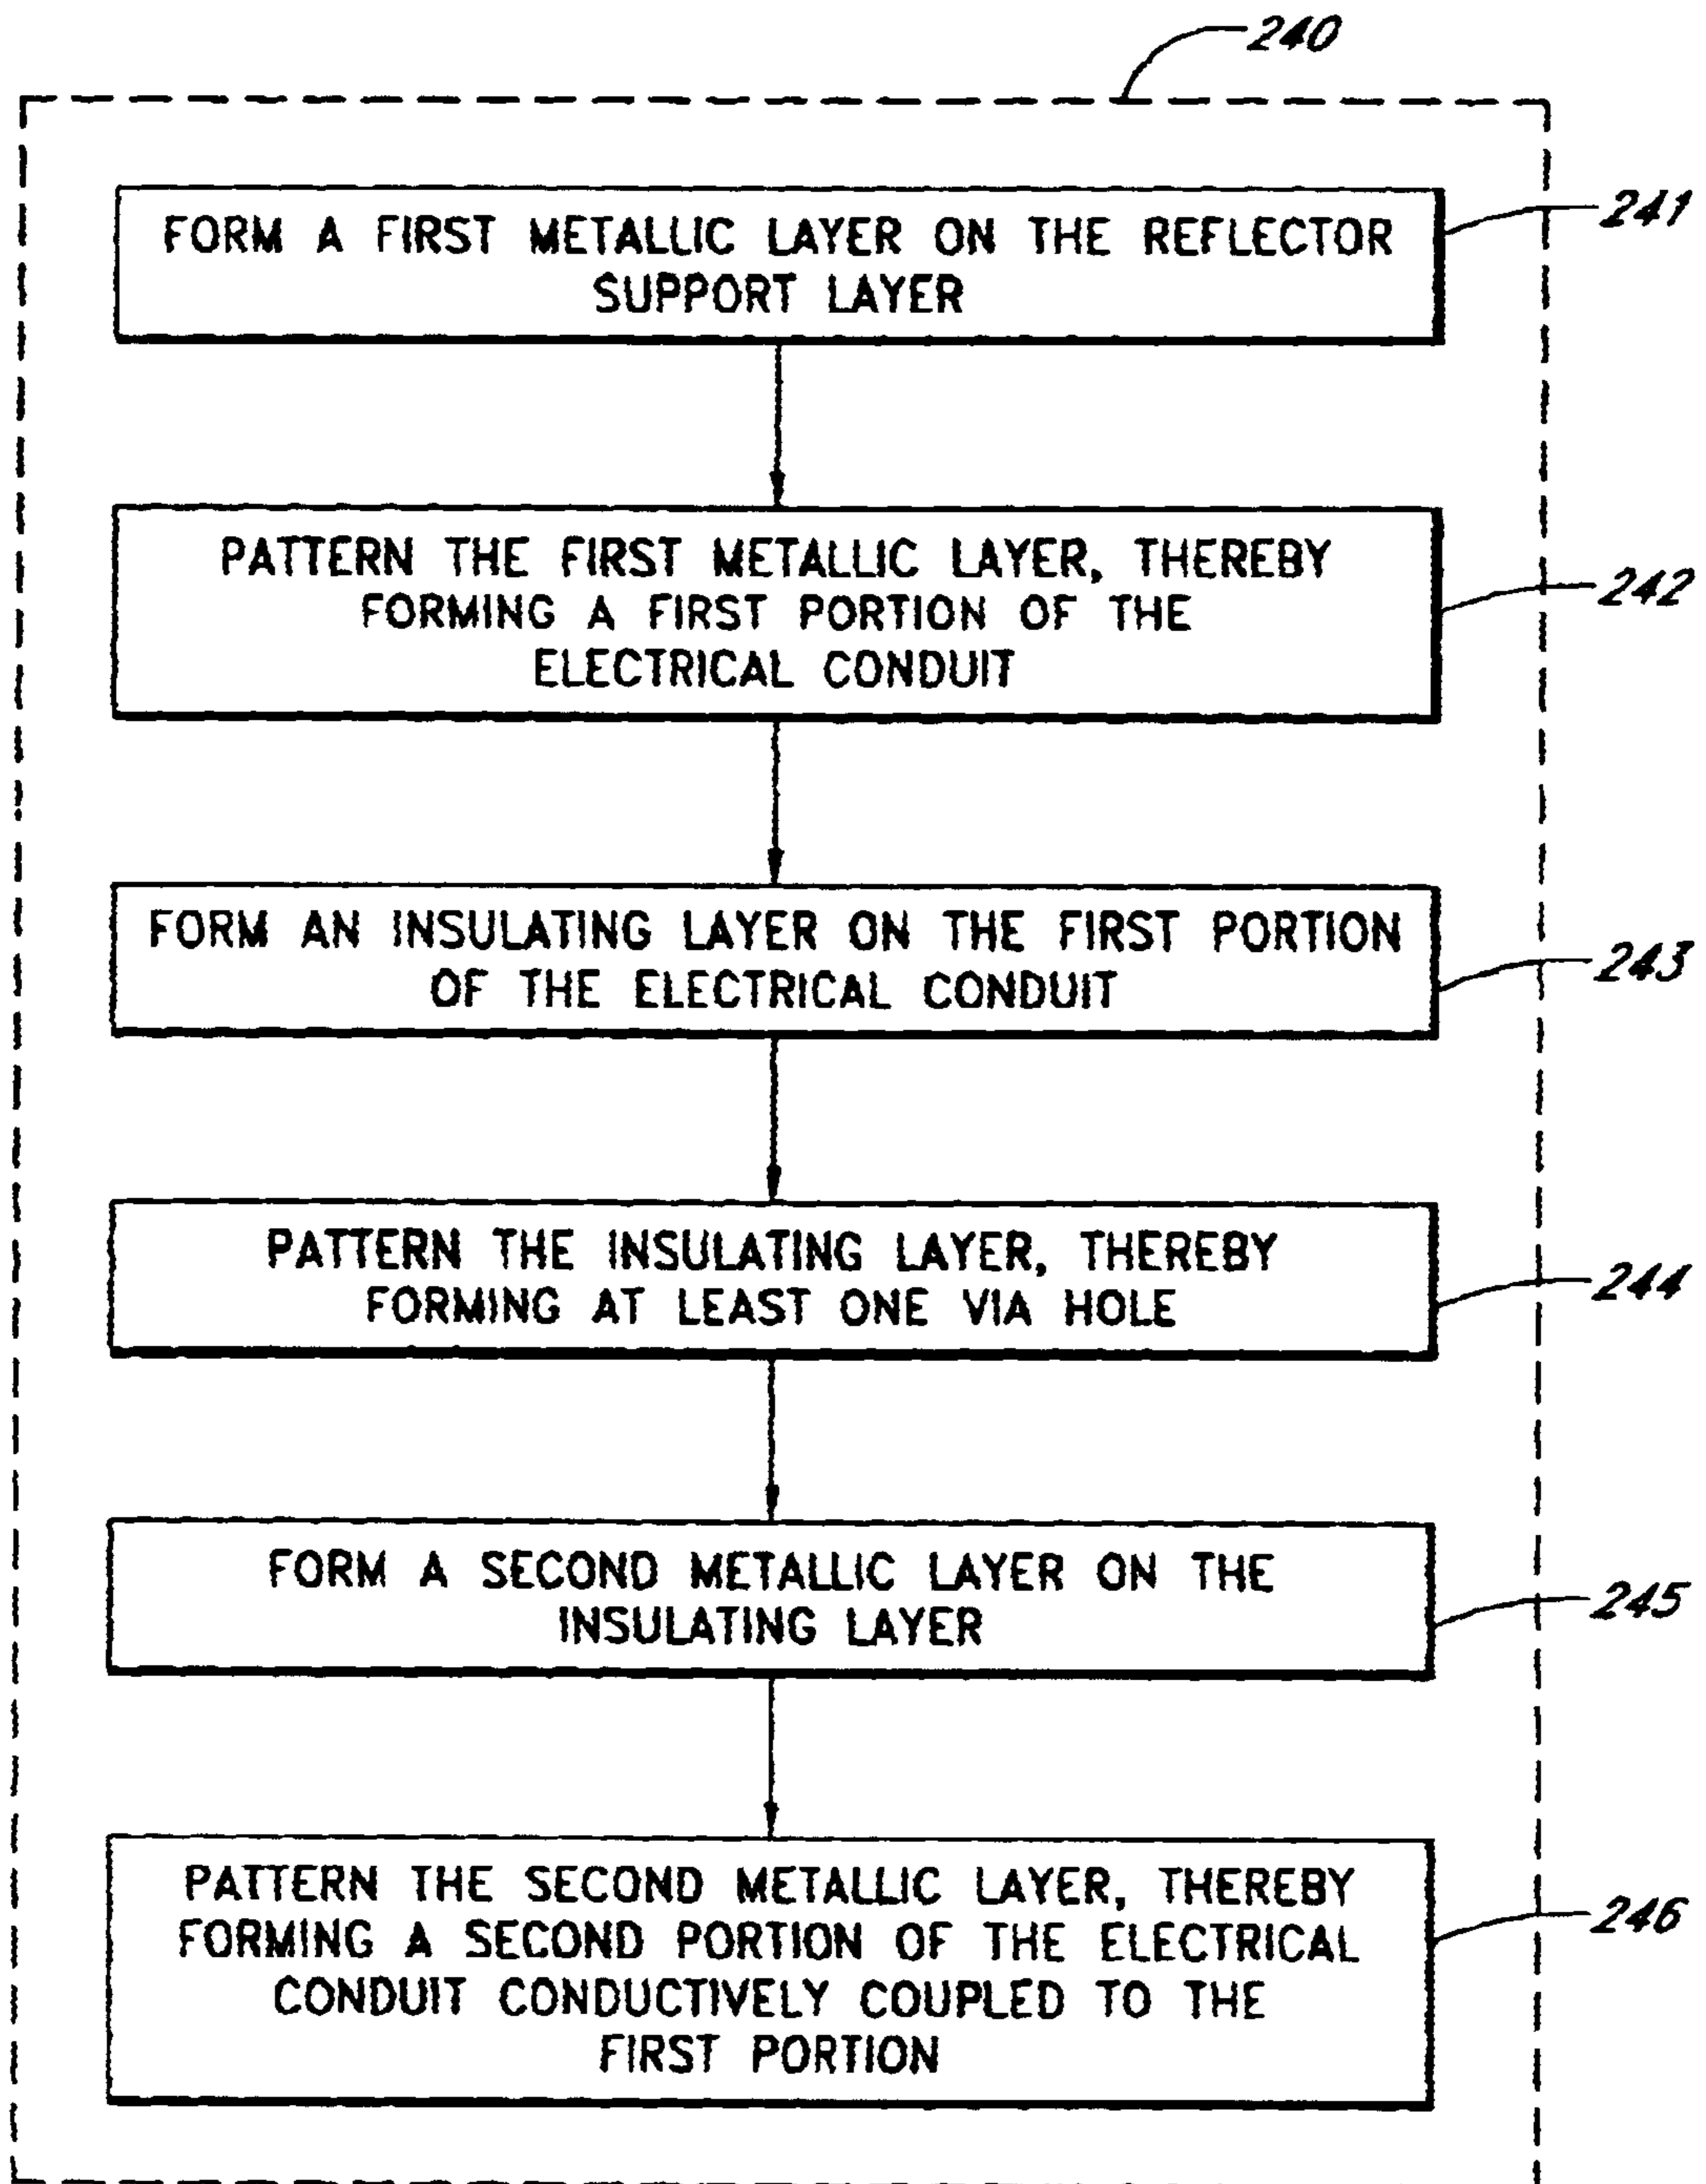 240
FORM A FIRST METALLIC LAYER ON THE REFLECTOR
SUPPORT LAYER
241
PATTERN THE FIRST METALLIC LAYER, THEREBY
FORMING A FIRST PORTION OF THE
ELECTRICAL CONDUIT
242
FORM AN INSULATING LAYER ON THE FIRST PORTION
OF THE ELECTRICAL CONDUIT
243
PATTERN THE INSULATING LAYER, THEREBY
FORMING AT LEAST ONE VIA HOLE
244
FORM A SECOND METALLIC LAYER ON THE
INSULATING LAYER
245
PATTERN THE SECOND METALLIC LAYER, THEREBY
FORMING A SECOND PORTION OF THE ELECTRICAL
CONDUIT CONDUCTIVELY COUPLED TO THE
FIRST PORTION
246